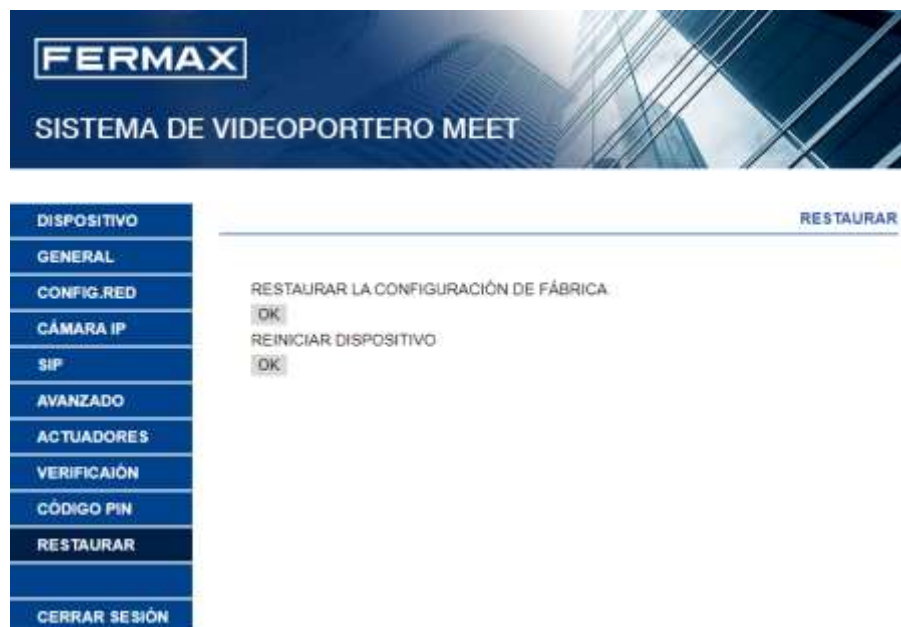 FERMAX
SISTEMA DE VIDEOPORTERO MEET
DISPOSITIVO
GENERAL
CONFIG.RED
CÁMARA IP
SIP
AVANZADO
ACTUADORES
VERIFICAIÓN
CÓDIGO PIN
RESTAURAR
CERRAR SESIÓN
RESTAURAR
RESTAURAR LA CONFIGURACIÓN DE FÁBRICA
OK
REINICIAR DISPOSITIVO
OK